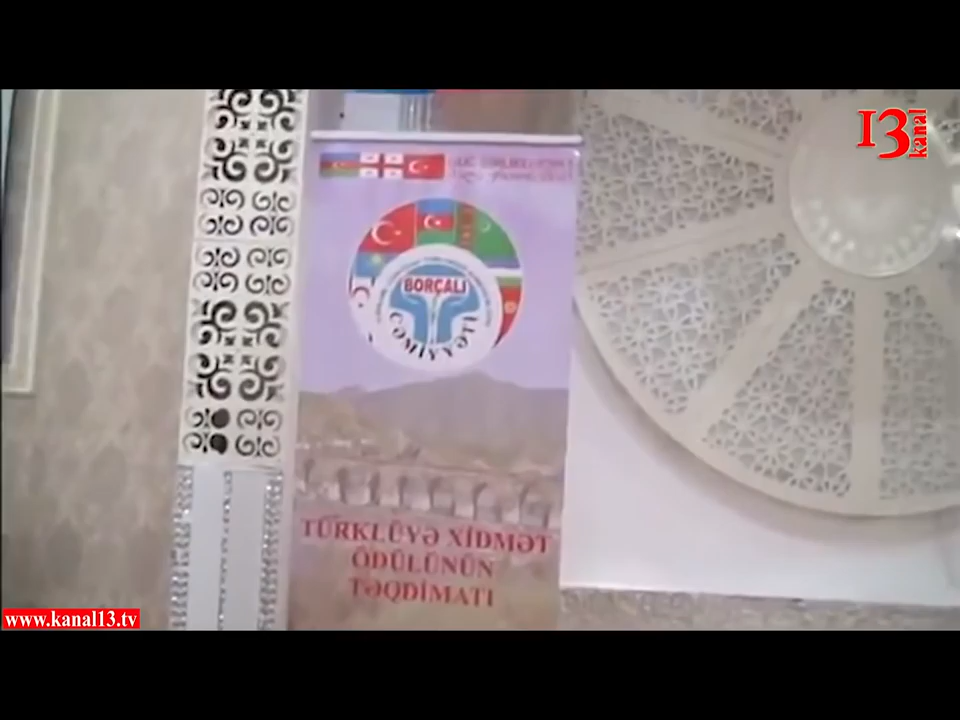 13 kanal
BORÇALI
CƏMİYYƏTİ
TÜRKLÜYƏ XİDMƏT
ÖDÜLÜNÜN
TƏQDİMATI
www.kanal13.tv